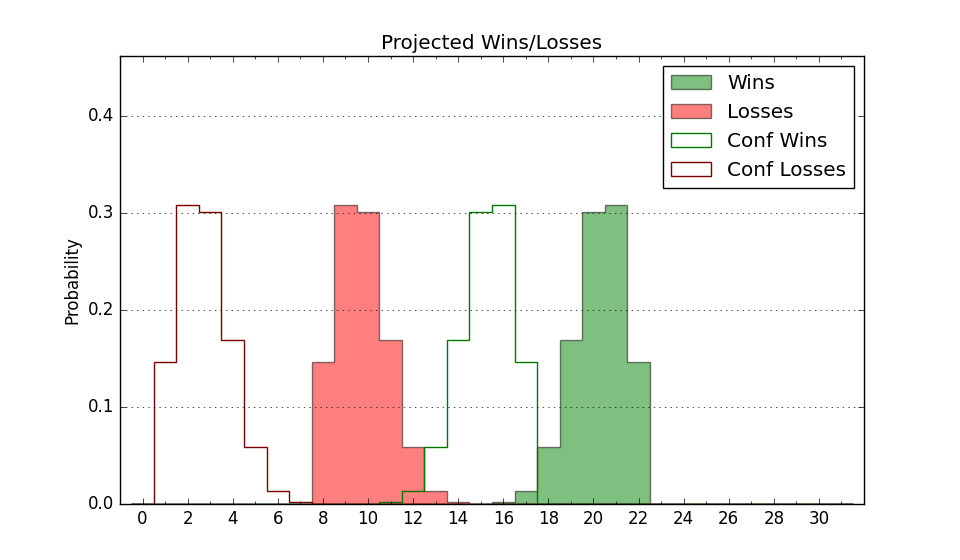 Projected Wins/Losses
Wins
Losses
Conf Wins
Conf Losses
Probability
0.4
0.3
0.2
0.1
0.0
0 2 4 6 8 10 12 14 16 18 20 22 24 26 28 30